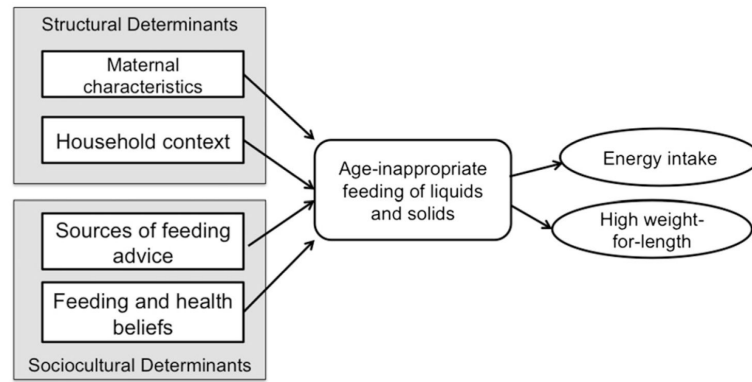 Structural Determinants
Maternal
characteristics
Household context
Sources of feeding
advice
Feeding and health
beliefs
Sociocultural Determinants
Age-inappropriate
feeding of liquids
and solids
Energy intake
High weight-
for-length